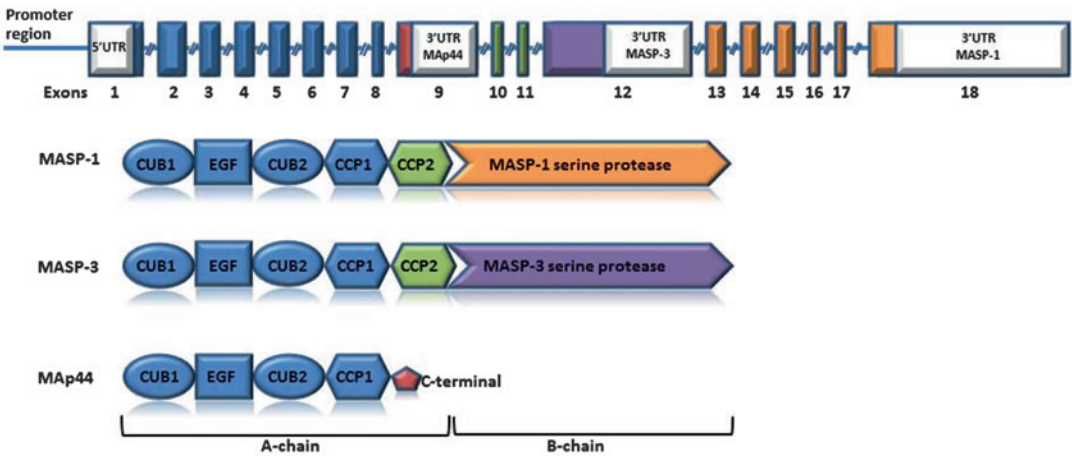 Promoter
region
5'UTR
3'UTR
MAp44
3'UTR
MASP-3
3'UTR
MASP-1
Exons 1 2 3 4 5 6 7 8 9 10 11 12 13 14 15 16 17 18
MASP-1 CUB1 EGF CUB2 CCP1 CCP2 MASP-1 serine protease
MASP-3 CUB1 EGF CUB2 CCP1 CCP2 MASP-3 serine protease
MAp44 CUB1 EGF CUB2 CCP1 C-terminal
A-chain B-chain